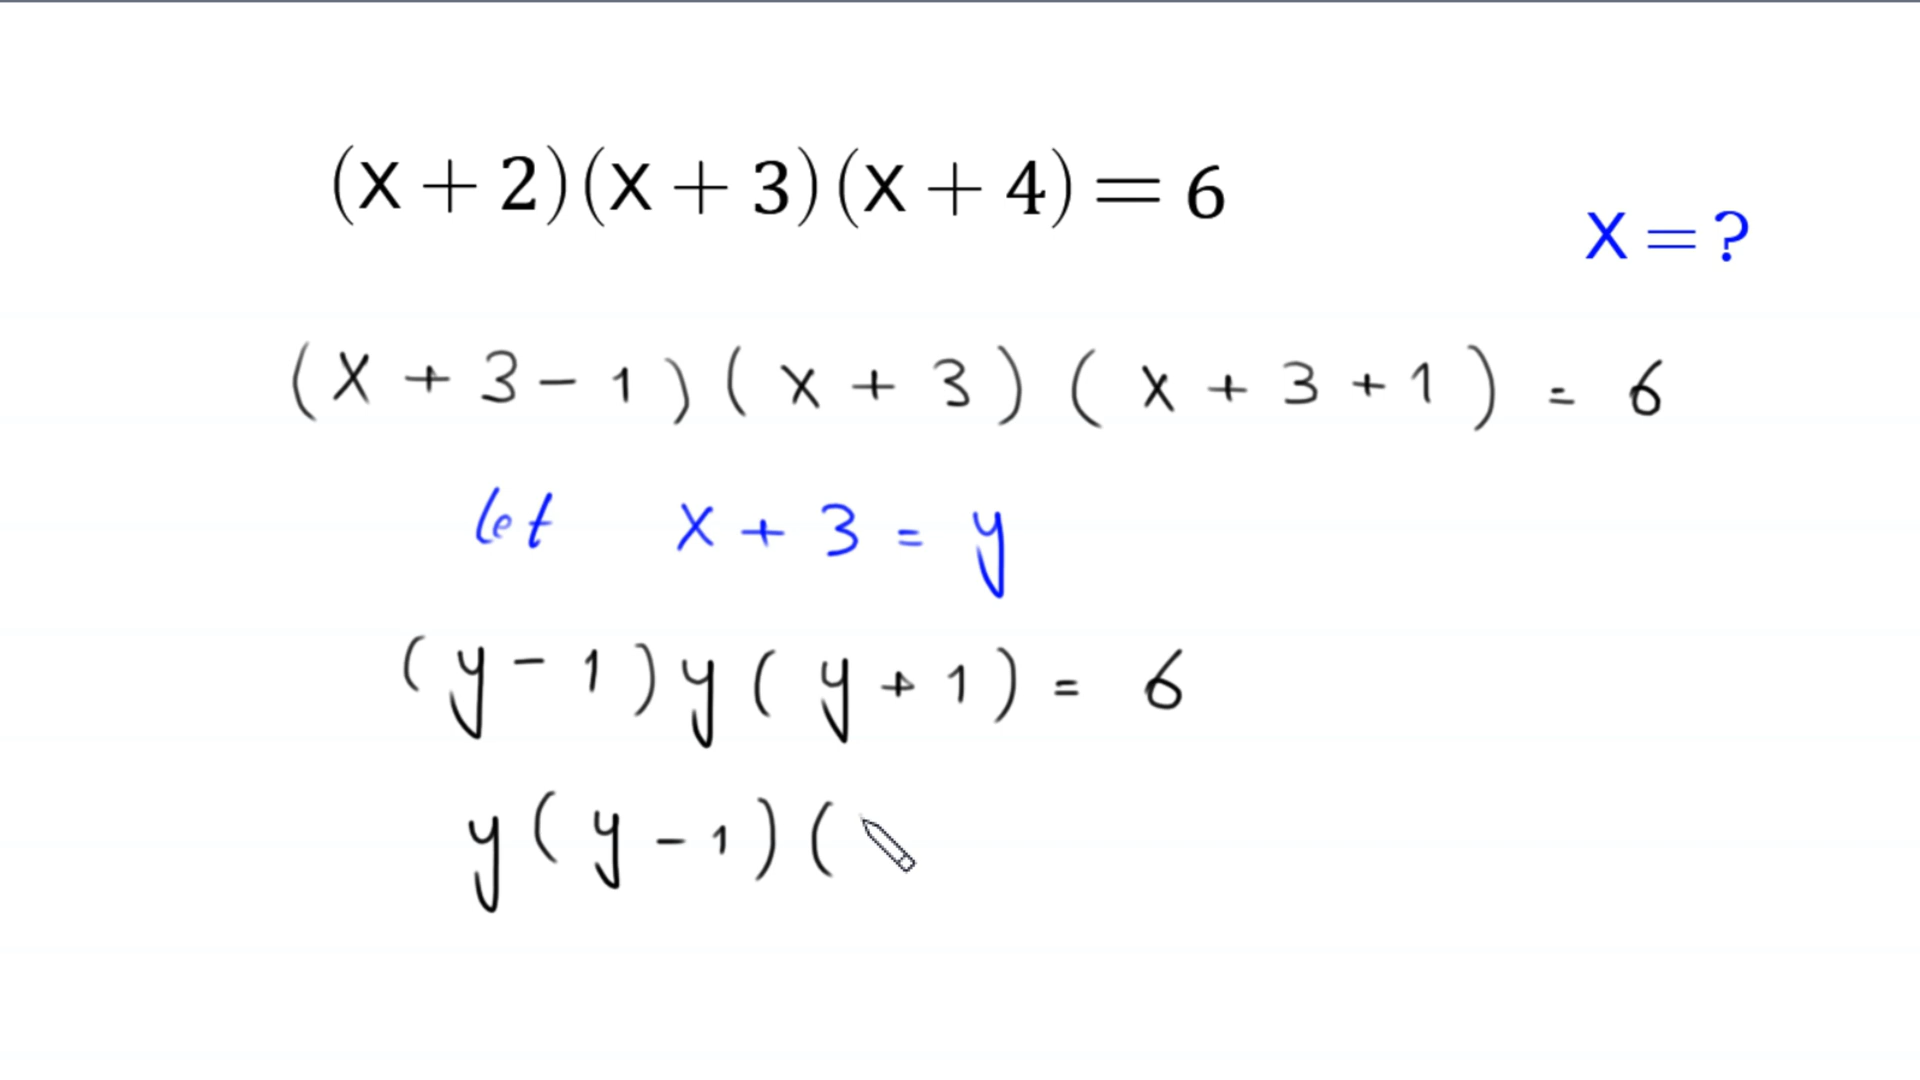 (x + 2)(x + 3)(x + 4) = 6
x = ?
(x + 3 - 1)(x + 3)(x + 3 + 1) = 6
let x + 3 = y
(y - 1) y (y + 1) = 6
y (y - 1) (